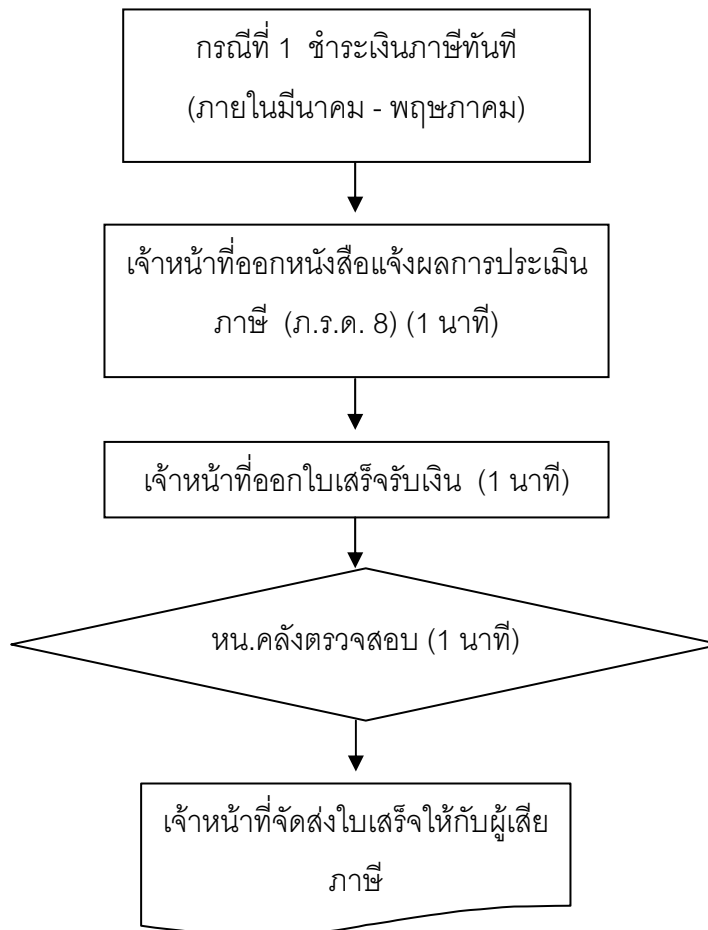 กรณีที่ 1  ชำระเงินภาษีทันที
(ภายในมีนาคม - พฤษภาคม)
เจ้าหน้าที่ออกหนังสือแจ้งผลการประเมิน
ภาษี  (ภ.ร.ด. 8) (1 นาที)
เจ้าหน้าที่ออกใบเสร็จรับเงิน  (1 นาที)
หน.คลังตรวจสอบ (1 นาที)
เจ้าหน้าที่จัดส่งใบเสร็จให้กับผู้เสีย
ภาษี